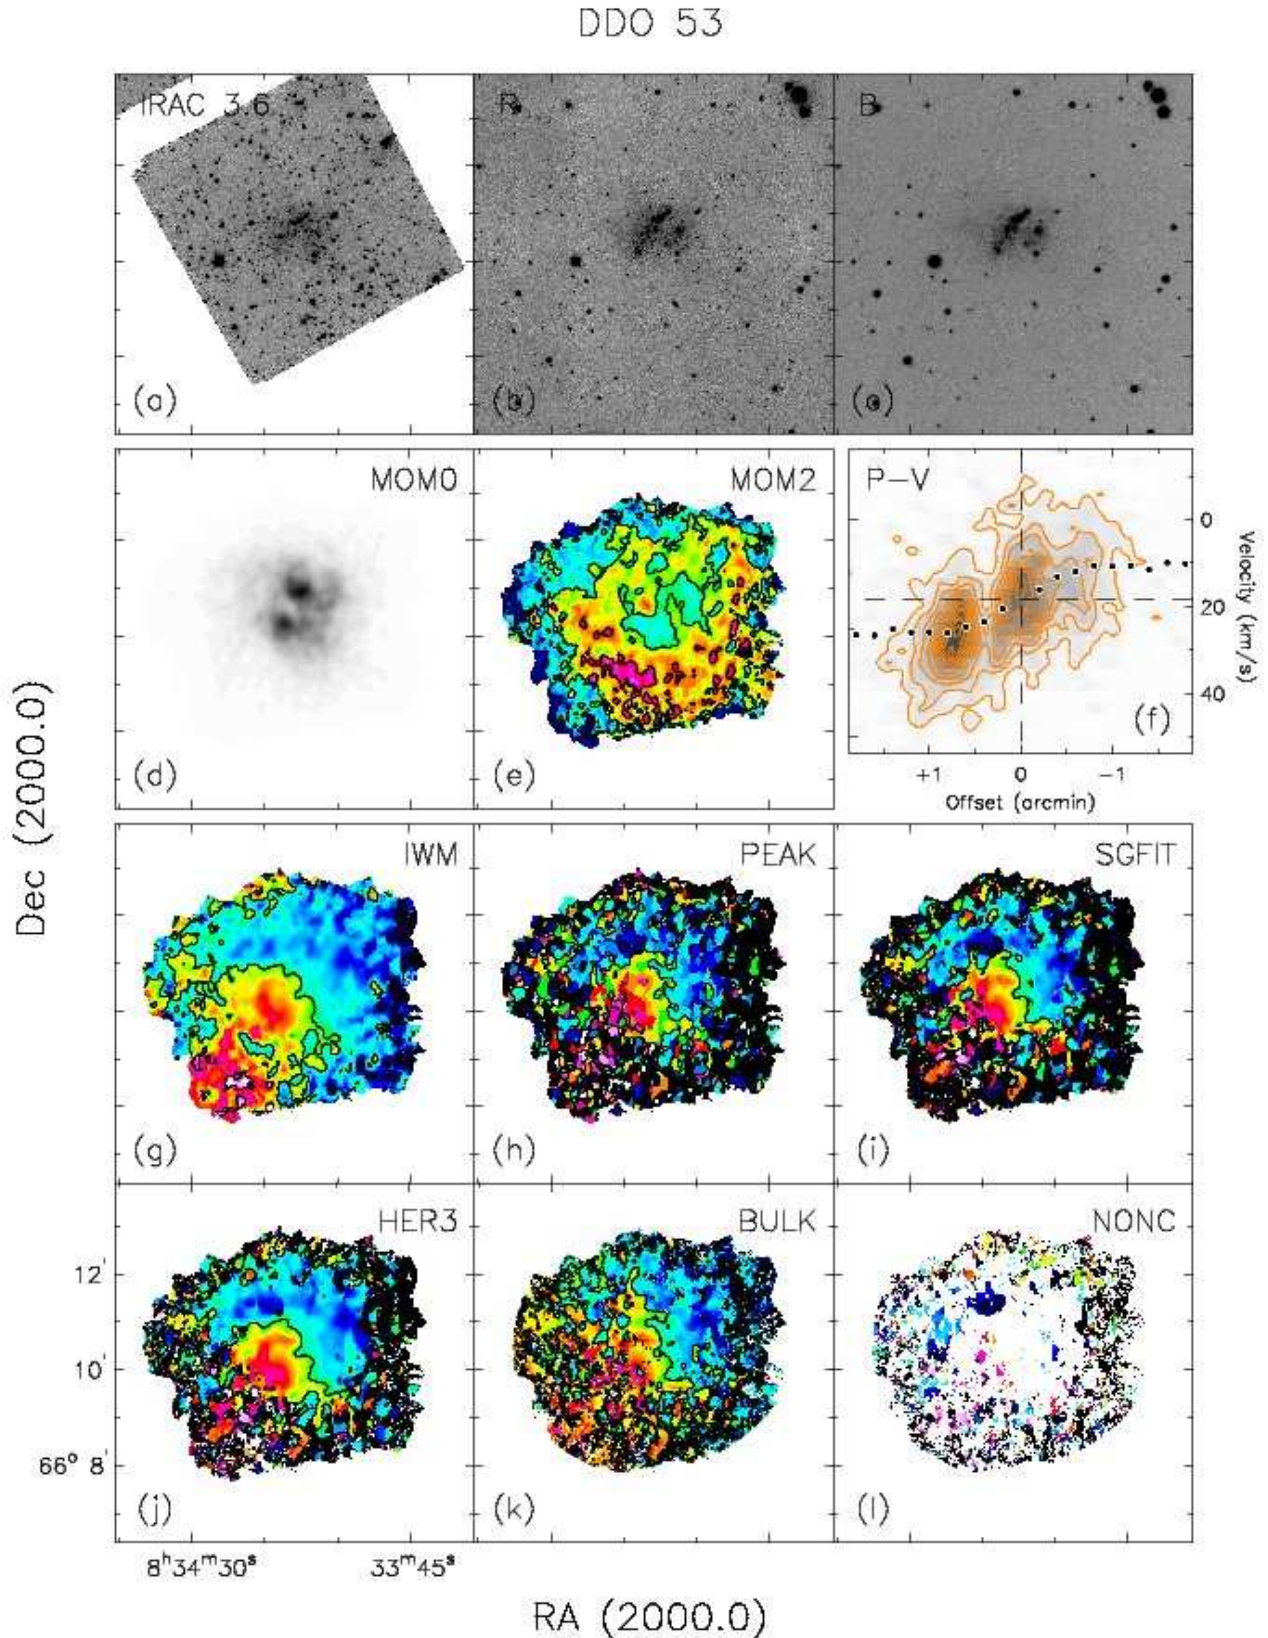 DDO 53
IRAC 3.6
R
B
(a)
(b)
(c)
MOM0
MOM2
P-V
0
20
40
Velocity (km/s)
(d)
(e)
(f)
+1 0 -1
Offset (arcmin)
Dec (2000.0)
IWM
PEAK
SGFIT
(g)
(h)
(i)
HER3
BULK
NONC
12'
10'
66° 8'
(j)
(k)
(l)
8ʰ34ᵐ30ˢ 33ᵐ45ˢ
RA (2000.0)